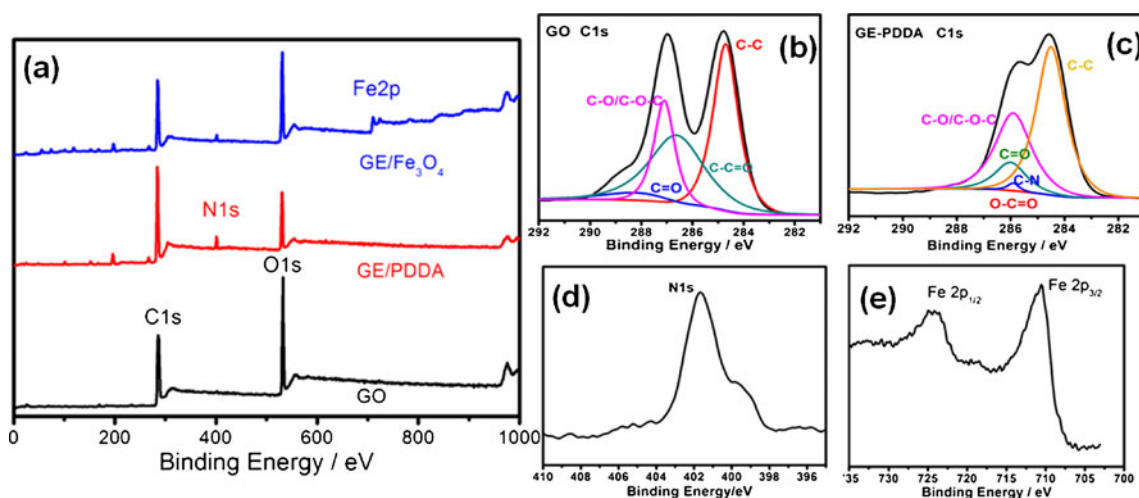 (a)
Fe2p
GE/Fe₃O₄
N1s
GE/PDDA
O1s
C1s
GO
0 200 400 600 800 1000
Binding Energy / eV
GO C1s
(b)
C-C
C-O/C-O-C
C-C=O
C=O
292 290 288 286 284 282
Binding Energy / eV
GE-PDDA C1s
(c)
C-C
C-O/C-O-C
C=O
C-N
O-C=O
292 290 288 286 284 282
Binding Energy / eV
(d)
N1s
410 408 406 404 402 400 398 396
Binding Energy/eV
(e)
Fe 2p₁/₂
Fe 2p₃/₂
'35 730 725 720 715 710 705 700
Binding Energy / eV